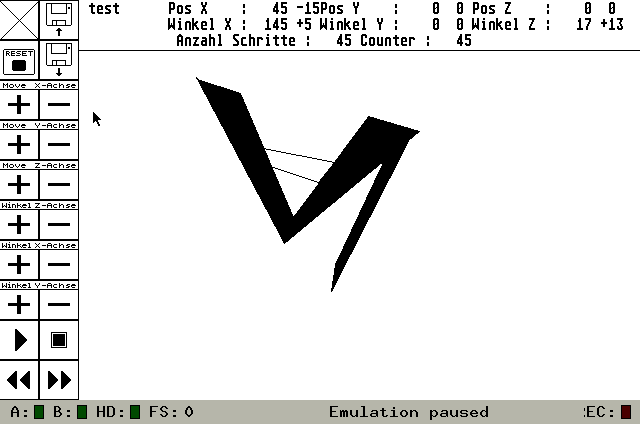 test Pos X : 45 -15Pos Y : 0 0 Pos Z : 0 0
Winkel X : 145 +5 Winkel Y : 0 0 Winkel Z : 17 +13
Anzahl Schritte : 45 Counter : 45
RESET
Move X-Achse
Move Y-Achse
Move Z-Achse
Winkel Z-Achse
Winkel X-Achse
Winkel Y-Achse
A: B: HD: FS: 0 Emulation paused :EC: